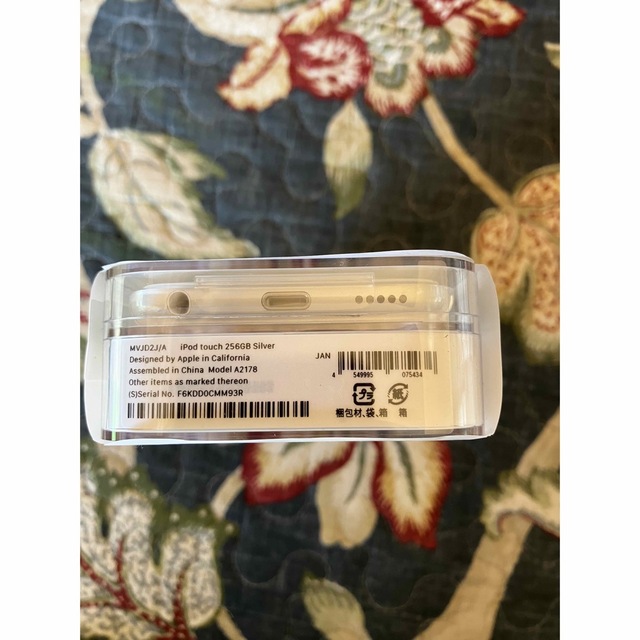 MVJD2J/A iPod touch 256GB Silver
Designed by Apple in California
Assembled in China Model A2178
Other items as marked thereon
(S)Serial No. F6KDD0CMM93R
JAN
4 549995 075434
プラ 紙
梱包材、袋、箱 箱